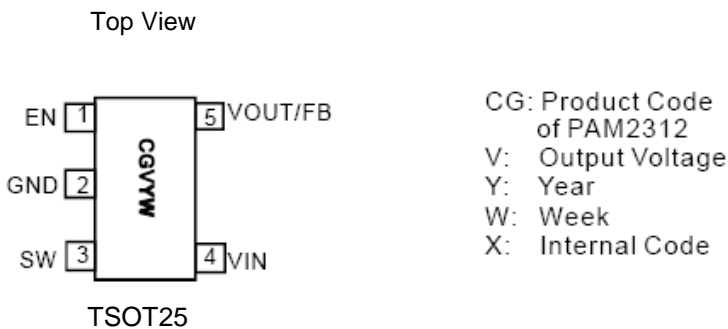 Top View
EN 1
5 VOUT/FB
GND 2
CGVYW
SW 3
4 VIN
TSOT25
CG: Product Code
of PAM2312
V: Output Voltage
Y: Year
W: Week
X: Internal Code